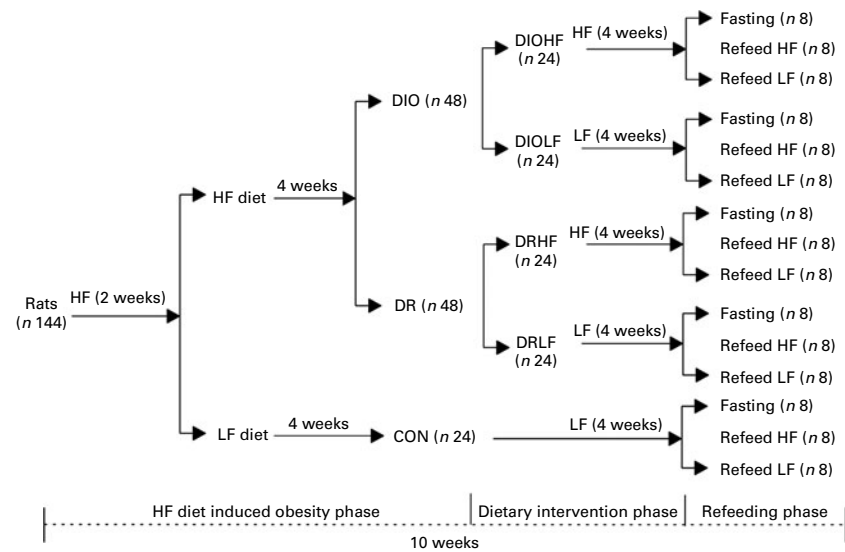 Rats
(n 144)
HF (2 weeks)
HF diet
4 weeks
LF diet
4 weeks
DIO (n 48)
DR (n 48)
CON (n 24)
DIOHF
(n 24)
HF (4 weeks)
DIOLF
(n 24)
LF (4 weeks)
DRHF
(n 24)
HF (4 weeks)
DRLF
(n 24)
LF (4 weeks)
LF (4 weeks)
Fasting (n 8)
Refeed HF (n 8)
Refeed LF (n 8)
Fasting (n 8)
Refeed HF (n 8)
Refeed LF (n 8)
Fasting (n 8)
Refeed HF (n 8)
Refeed LF (n 8)
Fasting (n 8)
Refeed HF (n 8)
Refeed LF (n 8)
Fasting (n 8)
Refeed HF (n 8)
Refeed LF (n 8)
HF diet induced obesity phase
Dietary intervention phase
Refeeding phase
10 weeks